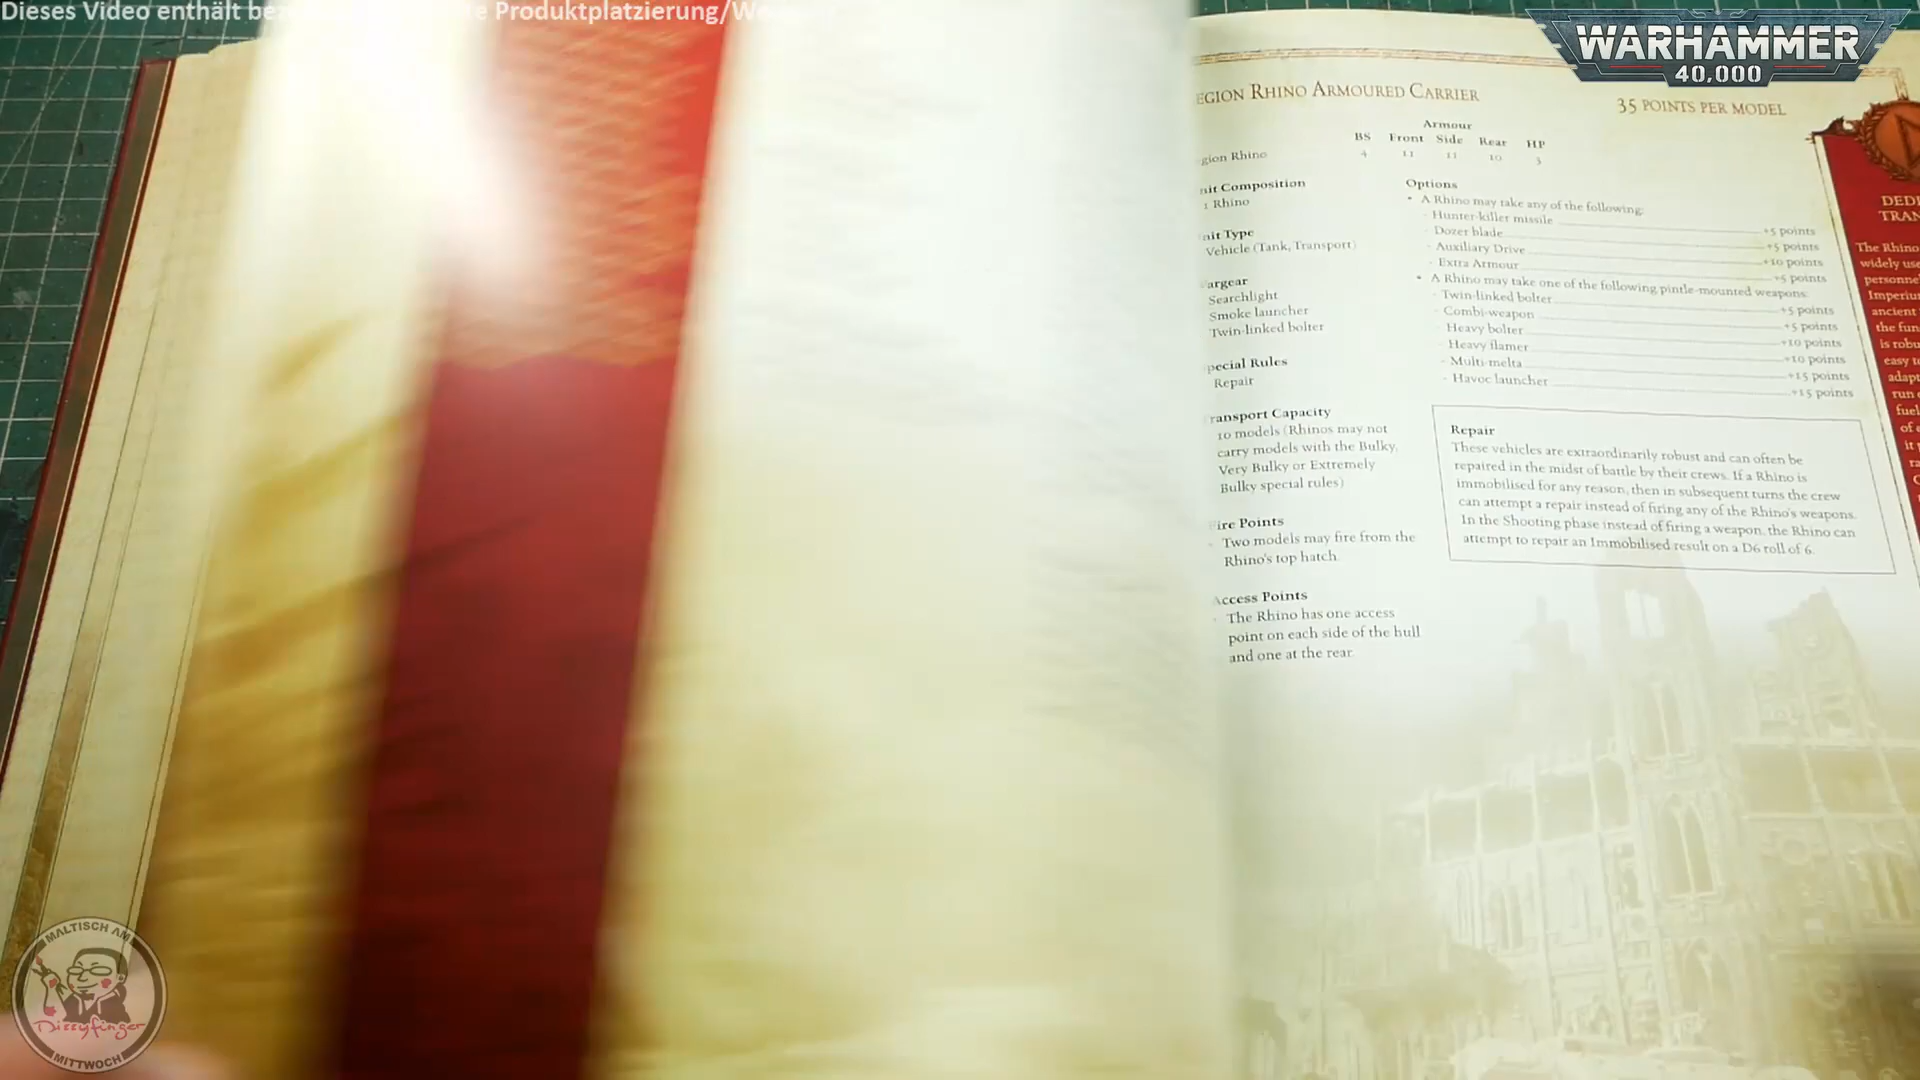 Dieses Video enthält
Produktplatzierung/
WARHAMMER
40,000
EGION RHINO ARMOURED CARRIER
35 POINTS PER MODEL
Armour
BS Front Side Rear HP
gion Rhino 4 11 11 10 3
nit Composition
1 Rhino
nit Type
Vehicle (Tank, Transport)
argear
Searchlight
Smoke launcher
Twin-linked bolter
pecial Rules
Repair
ransport Capacity
10 models (Rhinos may not
carry models with the Bulky,
Very Bulky or Extremely
Bulky special rules)
ire Points
Two models may fire from the
Rhino's top hatch.
Access Points
The Rhino has one access
point on each side of the hull
and one at the rear.
Options
• A Rhino may take any of the following:
- Hunter-killer missile +5 points
- Dozer blade +5 points
- Auxiliary Drive +10 points
- Extra Armour +5 points
• A Rhino may take one of the following pintle-mounted weapons:
- Twin-linked bolter +5 points
- Combi-weapon +5 points
- Heavy bolter +10 points
- Heavy flamer +10 points
- Multi-melta +15 points
- Havoc launcher +15 points
Repair
These vehicles are extraordinarily robust and can often be
repaired in the midst of battle by their crews. If a Rhino is
immobilised for any reason, then in subsequent turns the crew
can attempt a repair instead of firing any of the Rhino's weapons.
In the Shooting phase instead of firing a weapon, the Rhino can
attempt to repair an Immobilised result on a D6 roll of 6.
DEDI
TRAN
The Rhino
widely use
personne
Imperiu
ancient
the fun
is robu
easy to
adapt
run o
fuel
of e
it p
ra
MALTISCH AM
Dizzyfinger
MITTWOCH